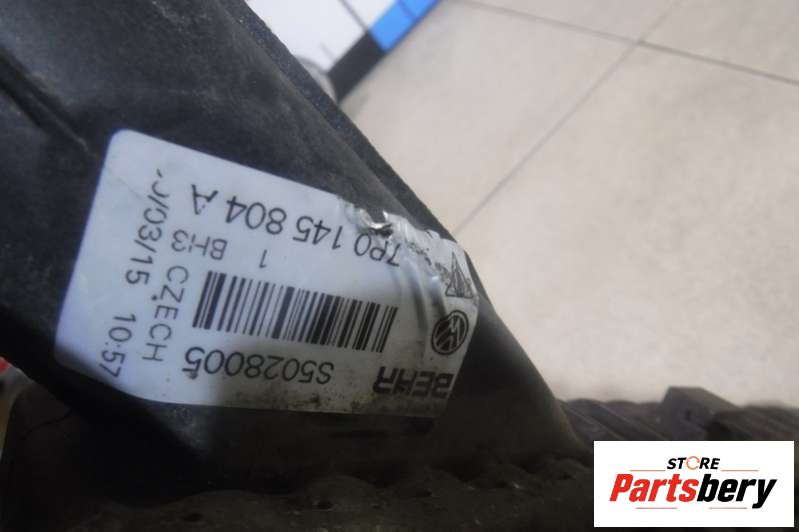 BEHR
S5028005
7P0 145 804 A
1 BH3 CZECH
/03/15 10:57
STORE
Partsbery